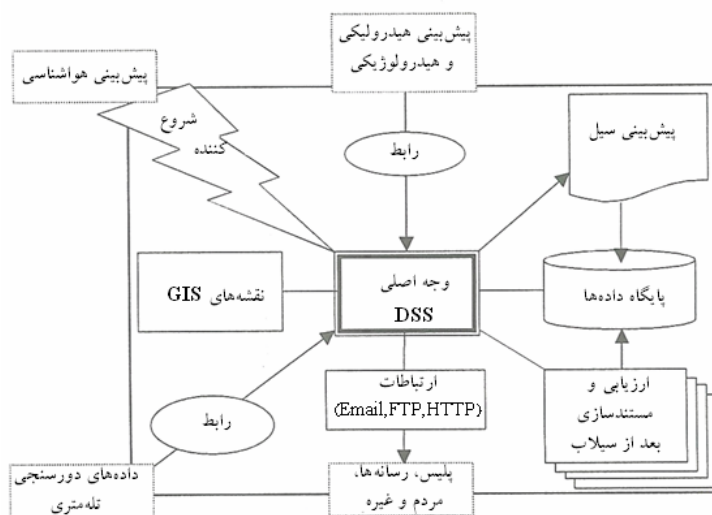 پیش‌بینی هیدرولیکی
و هیدرولوژیکی
پیش‌بینی هواشناسی
شروع
کننده
رابط
پیش‌بینی سیل
نقشه‌های GIS
وجه اصلی
DSS
پایگاه داده‌ها
ارتباطات
(Email,FTP,HTTP)
ارزیابی و
مستندسازی
بعد از سیلاب
رابط
داده‌های دورسنجی
تله‌متری
پلیس، رسانه‌ها،
مردم و غیره